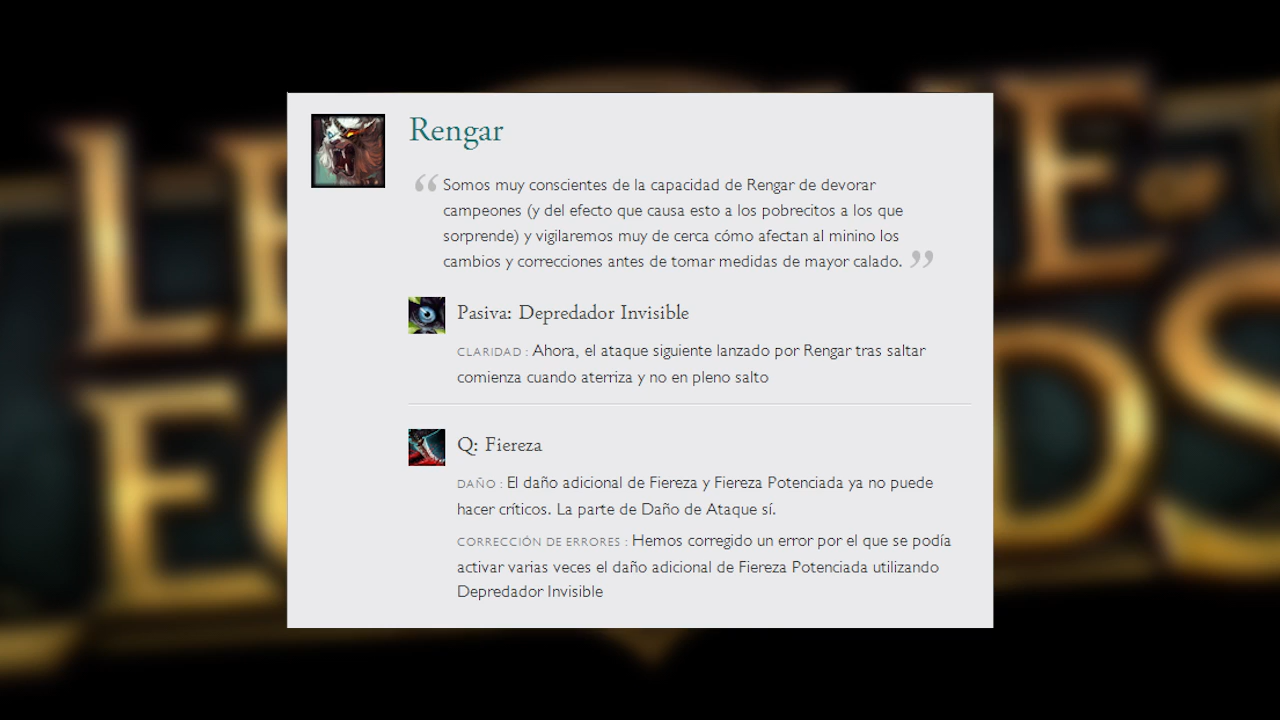 Rengar
“ Somos muy conscientes de la capacidad de Rengar de devorar
campeones (y del efecto que causa esto a los pobrecitos a los que
sorprende) y vigilaremos muy de cerca cómo afectan al minino los
cambios y correcciones antes de tomar medidas de mayor calado. ”
Pasiva: Depredador Invisible
CLARIDAD : Ahora, el ataque siguiente lanzado por Rengar tras saltar
comienza cuando aterriza y no en pleno salto
Q: Fiereza
DAÑO : El daño adicional de Fiereza y Fiereza Potenciada ya no puede
hacer críticos. La parte de Daño de Ataque sí.
CORRECCIÓN DE ERRORES : Hemos corregido un error por el que se podía
activar varias veces el daño adicional de Fiereza Potenciada utilizando
Depredador Invisible